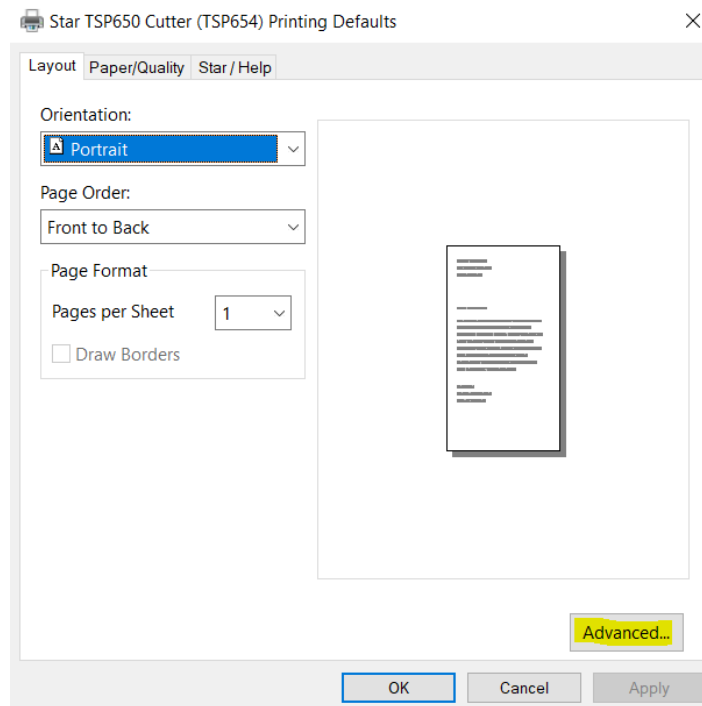 Star TSP650 Cutter (TSP654) Printing Defaults
Layout Paper/Quality Star / Help
Orientation:
A Portrait
Page Order:
Front to Back
Page Format
Pages per Sheet 1
Draw Borders
Advanced...
OK Cancel Apply